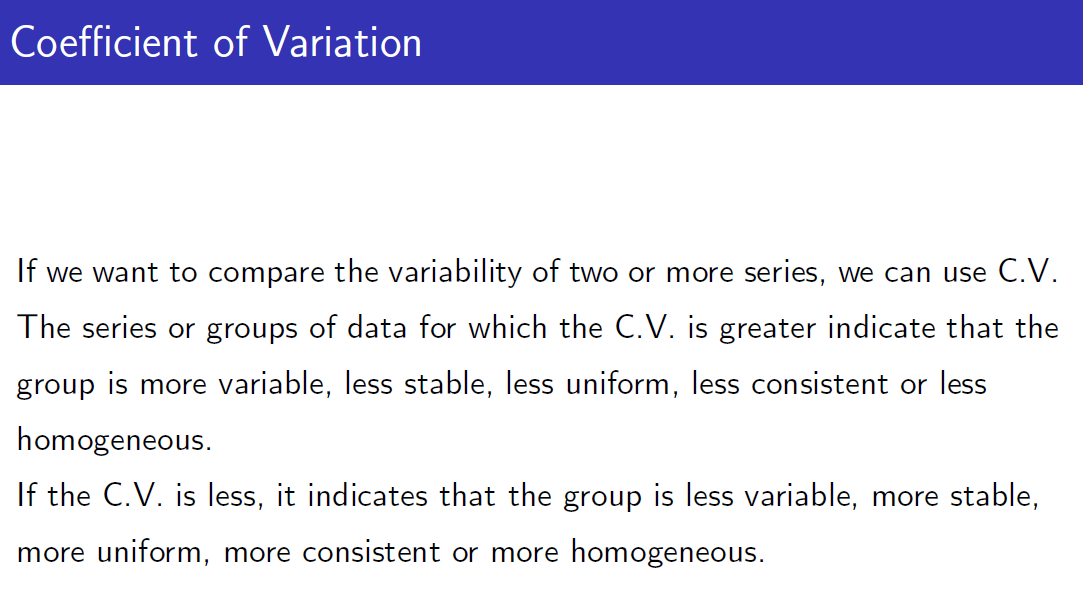 Coefficient of Variation
If we want to compare the variability of two or more series, we can use C.V.
The series or groups of data for which the C.V. is greater indicate that the
group is more variable, less stable, less uniform, less consistent or less
homogeneous.
If the C.V. is less, it indicates that the group is less variable, more stable,
more uniform, more consistent or more homogeneous.